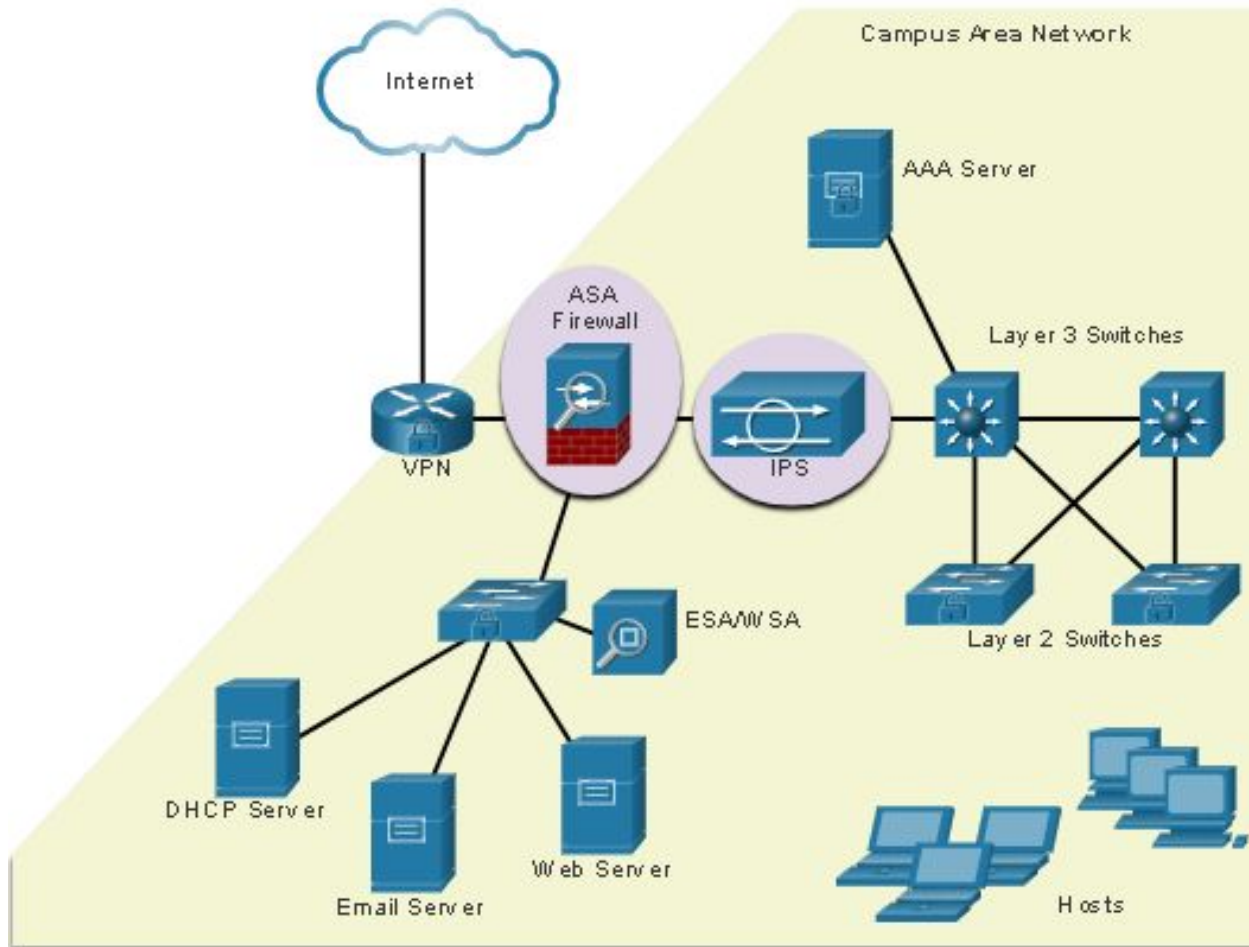 Campus Area Network
Internet
AAA Server
ASA
Firewall
Layer 3 Switches
VPN
IPS
ESA/WSA
Layer 2 Switches
DHCP Server
Web Server
Email Server
Hosts